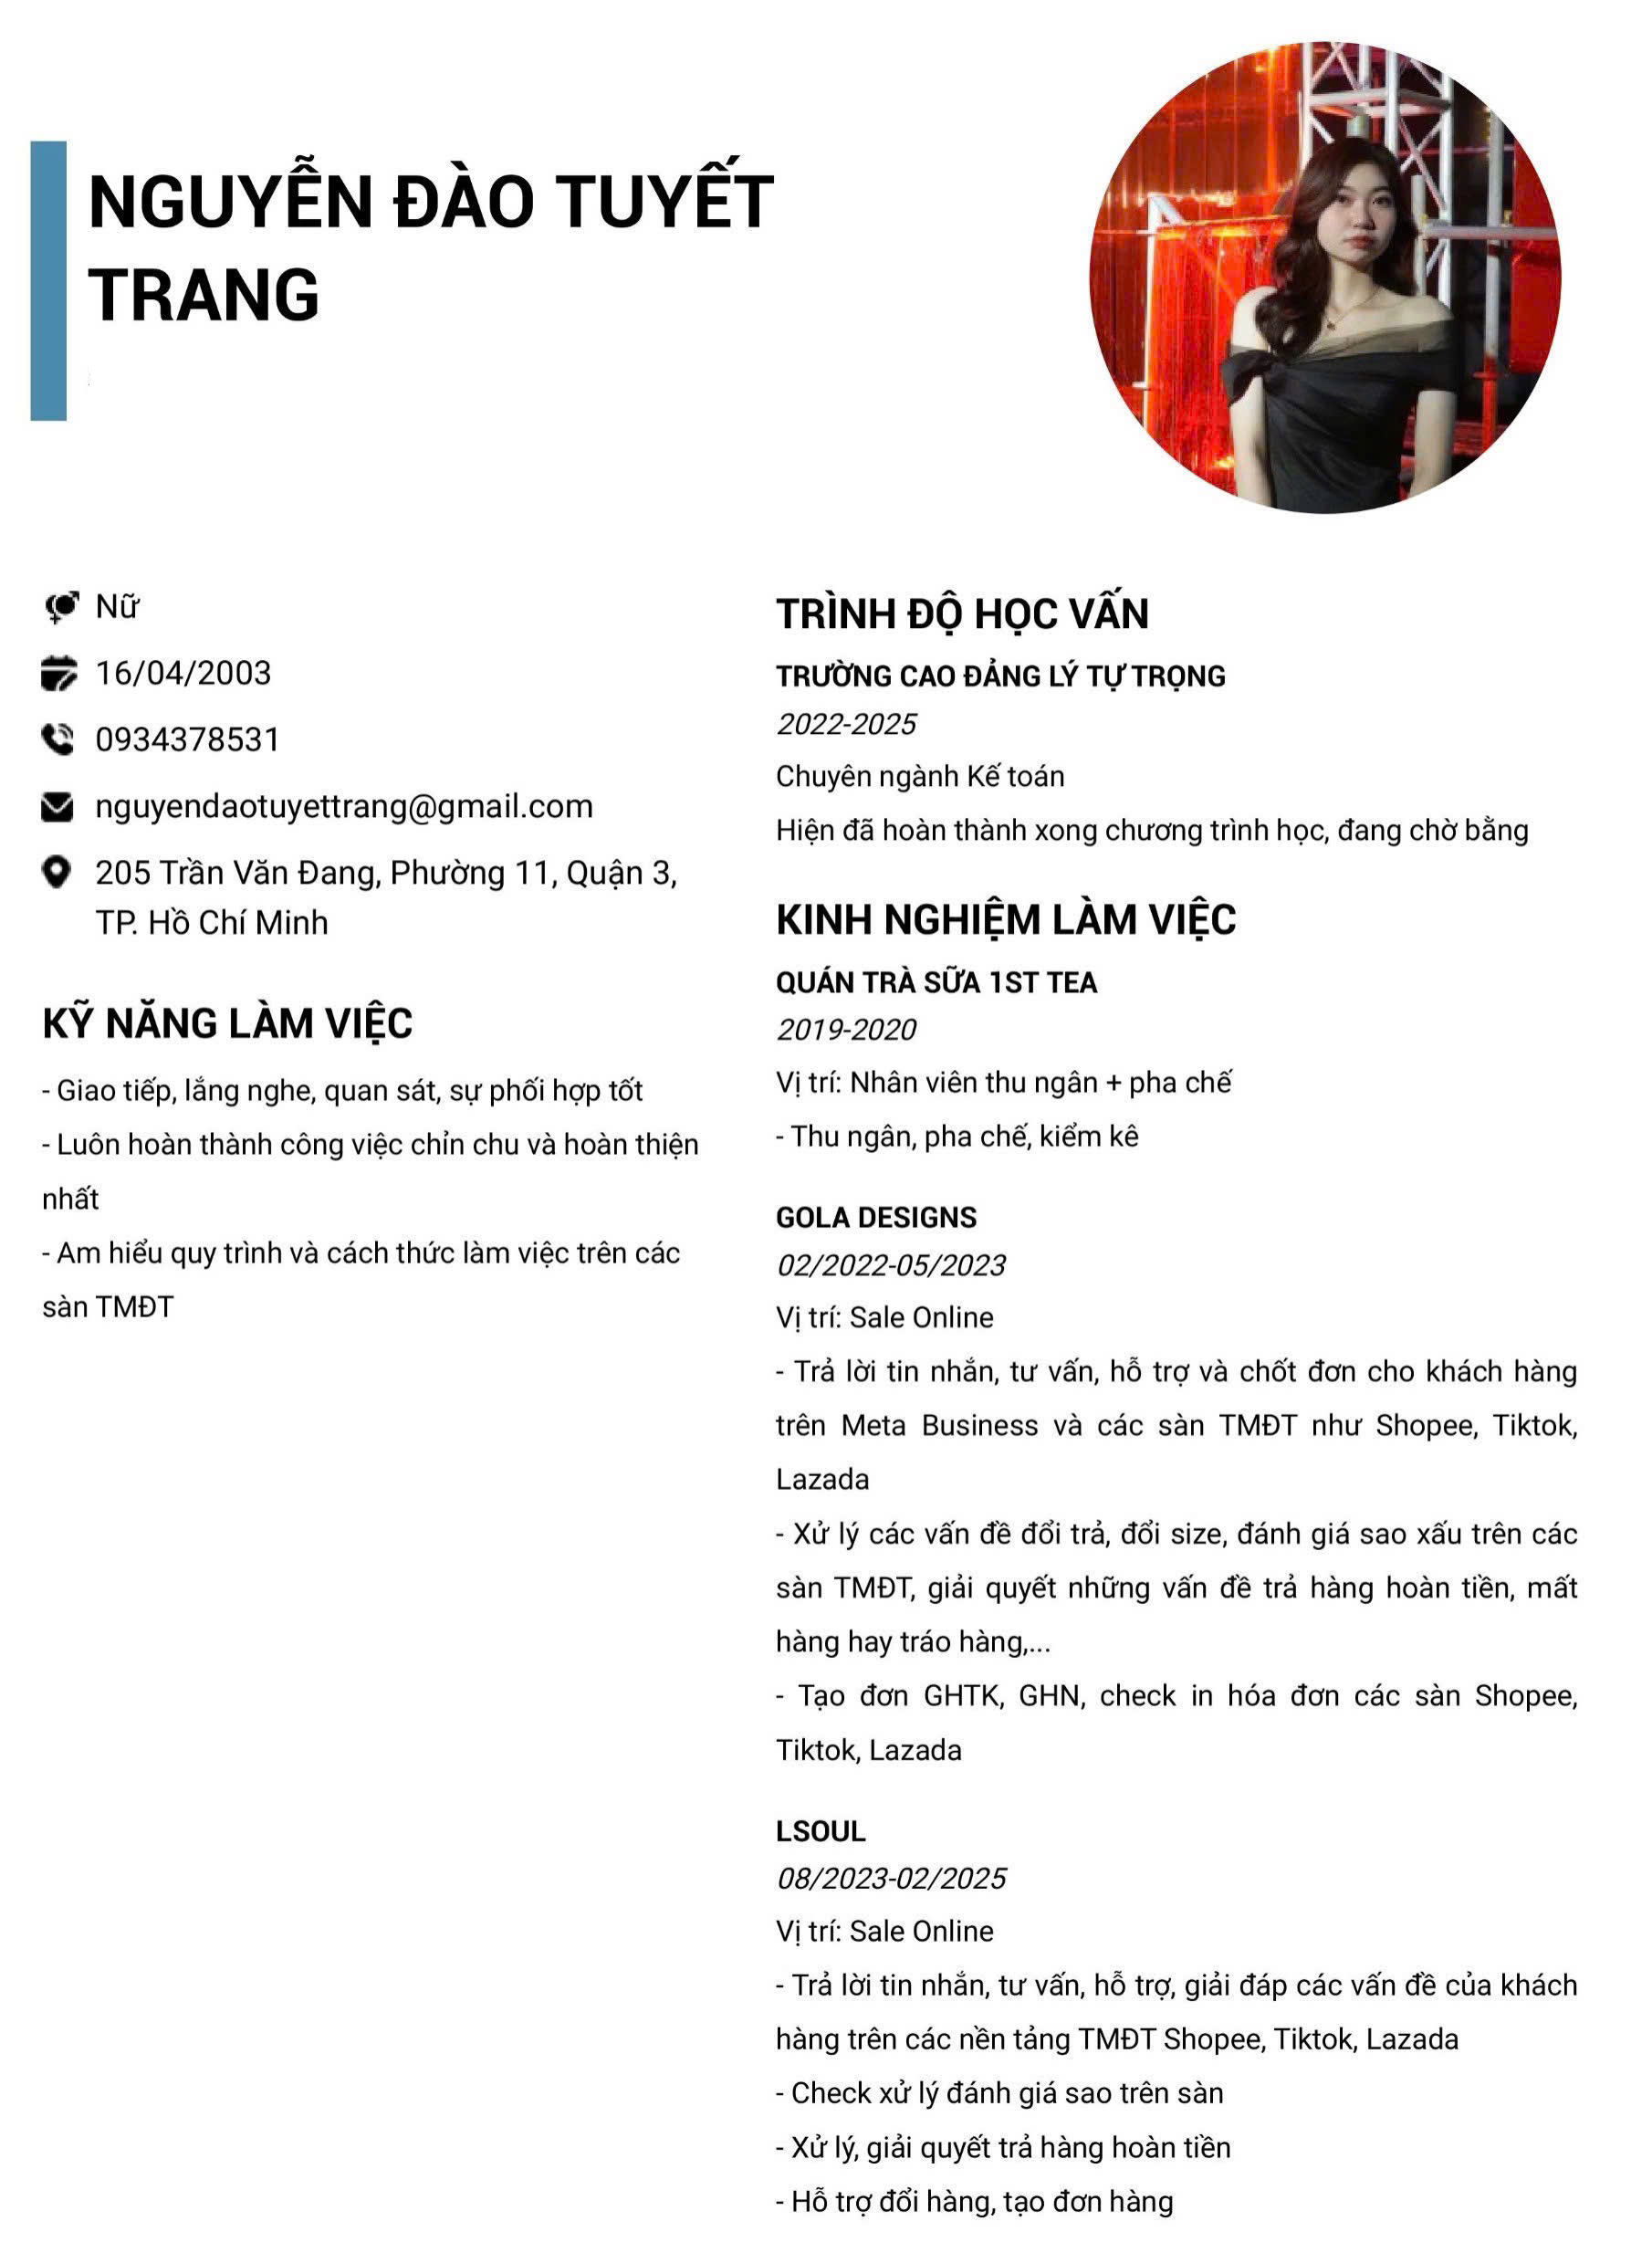 NGUYỄN ĐÀO TUYẾT
TRANG
Nữ
16/04/2003
0934378531
nguyendaotuyettrang@gmail.com
205 Trần Văn Đang, Phường 11, Quận 3,
TP. Hồ Chí Minh
KỸ NĂNG LÀM VIỆC
- Giao tiếp, lắng nghe, quan sát, sự phối hợp tốt
- Luôn hoàn thành công việc chỉn chu và hoàn thiện
nhất
- Am hiểu quy trình và cách thức làm việc trên các
sàn TMĐT
TRÌNH ĐỘ HỌC VẤN
TRƯỜNG CAO ĐẲNG LÝ TỰ TRỌNG
2022-2025
Chuyên ngành Kế toán
Hiện đã hoàn thành xong chương trình học, đang chờ bằng
KINH NGHIỆM LÀM VIỆC
QUÁN TRÀ SỮA 1ST TEA
2019-2020
Vị trí: Nhân viên thu ngân + pha chế
- Thu ngân, pha chế, kiểm kê
GOLA DESIGNS
02/2022-05/2023
Vị trí: Sale Online
- Trả lời tin nhắn, tư vấn, hỗ trợ và chốt đơn cho khách hàng
trên Meta Business và các sàn TMĐT như Shopee, Tiktok,
Lazada
- Xử lý các vấn đề đổi trả, đổi size, đánh giá sao xấu trên các
sàn TMĐT, giải quyết những vấn đề trả hàng hoàn tiền, mất
hàng hay tráo hàng,...
- Tạo đơn GHTK, GHN, check in hóa đơn các sàn Shopee,
Tiktok, Lazada
LSOUL
08/2023-02/2025
Vị trí: Sale Online
- Trả lời tin nhắn, tư vấn, hỗ trợ, giải đáp các vấn đề của khách
hàng trên các nền tảng TMĐT Shopee, Tiktok, Lazada
- Check xử lý đánh giá sao trên sàn
- Xử lý, giải quyết trả hàng hoàn tiền
- Hỗ trợ đổi hàng, tạo đơn hàng